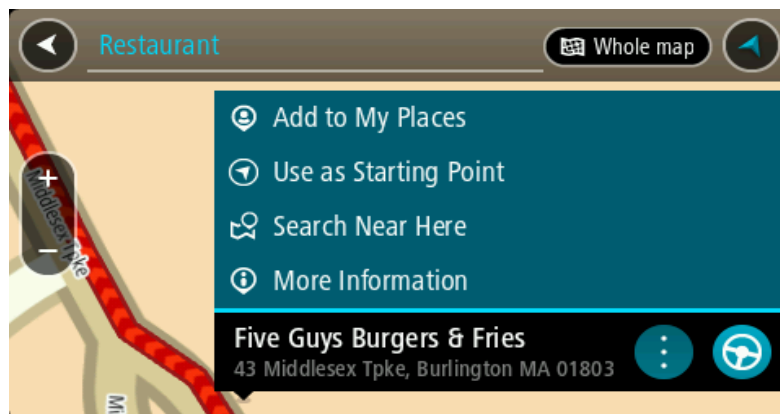 Restaurant
Whole map
Add to My Places
Use as Starting Point
Search Near Here
More Information
Five Guys Burgers & Fries
43 Middlesex Tpke, Burlington MA 01803
+
−
Middlesex Tpke
Mi